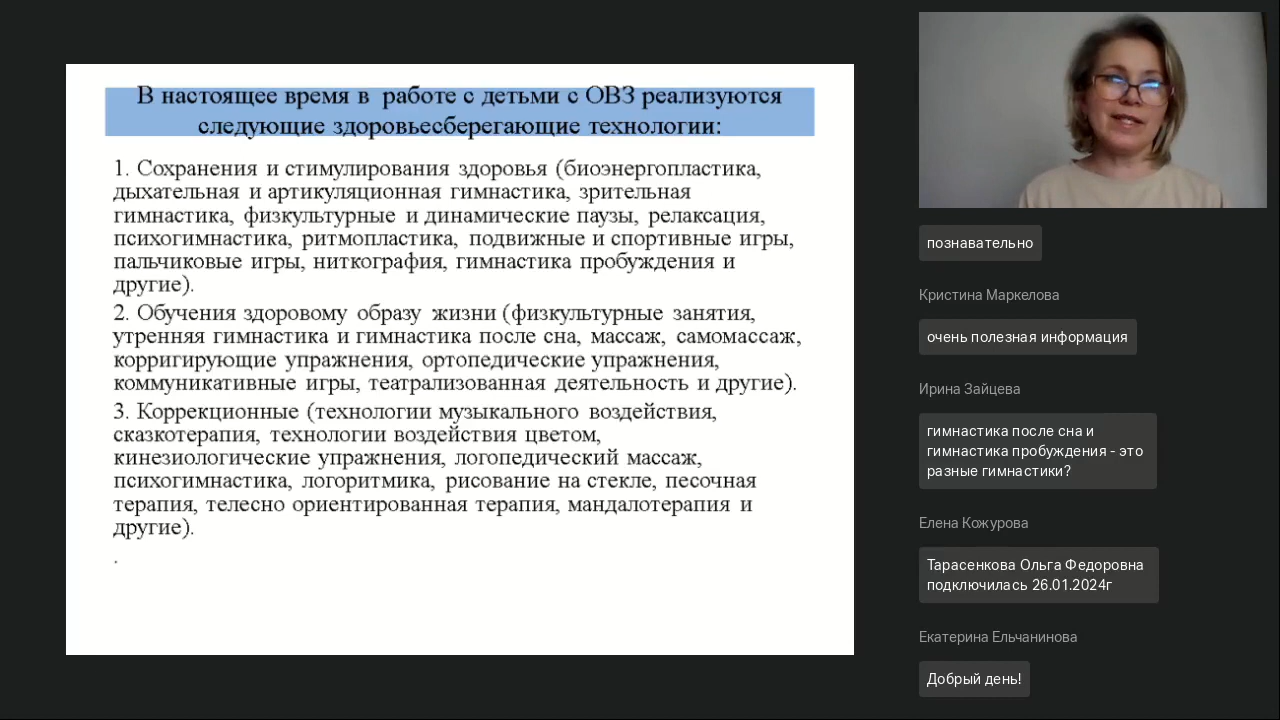 В настоящее время в работе с детьми с ОВЗ реализуются
следующие здоровьесберегающие технологии:
1. Сохранения и стимулирования здоровья (биоэнергопластика,
дыхательная и артикуляционная гимнастика, зрительная
гимнастика, физкультурные и динамические паузы, релаксация,
психогимнастика, ритмопластика, подвижные и спортивные игры,
пальчиковые игры, ниткография, гимнастика пробуждения и
другие).
2. Обучения здоровому образу жизни (физкультурные занятия,
утренняя гимнастика и гимнастика после сна, массаж, самомассаж,
корригирующие упражнения, ортопедические упражнения,
коммуникативные игры, театрализованная деятельность и другие).
3. Коррекционные (технологии музыкального воздействия,
сказкотерапия, технологии воздействия цветом,
кинезиологические упражнения, логопедический массаж,
психогимнастика, логоритмика, рисование на стекле, песочная
терапия, телесно ориентированная терапия, мандалотерапия и
другие).
.
познавательно
Кристина Маркелова
очень полезная информация
Ирина Зайцева
гимнастика после сна и
гимнастика пробуждения - это
разные гимнастики?
Елена Кожурова
Тарасенкова Ольга Федоровна
подключилась 26.01.2024г
Екатерина Ельчанинова
Добрый день!